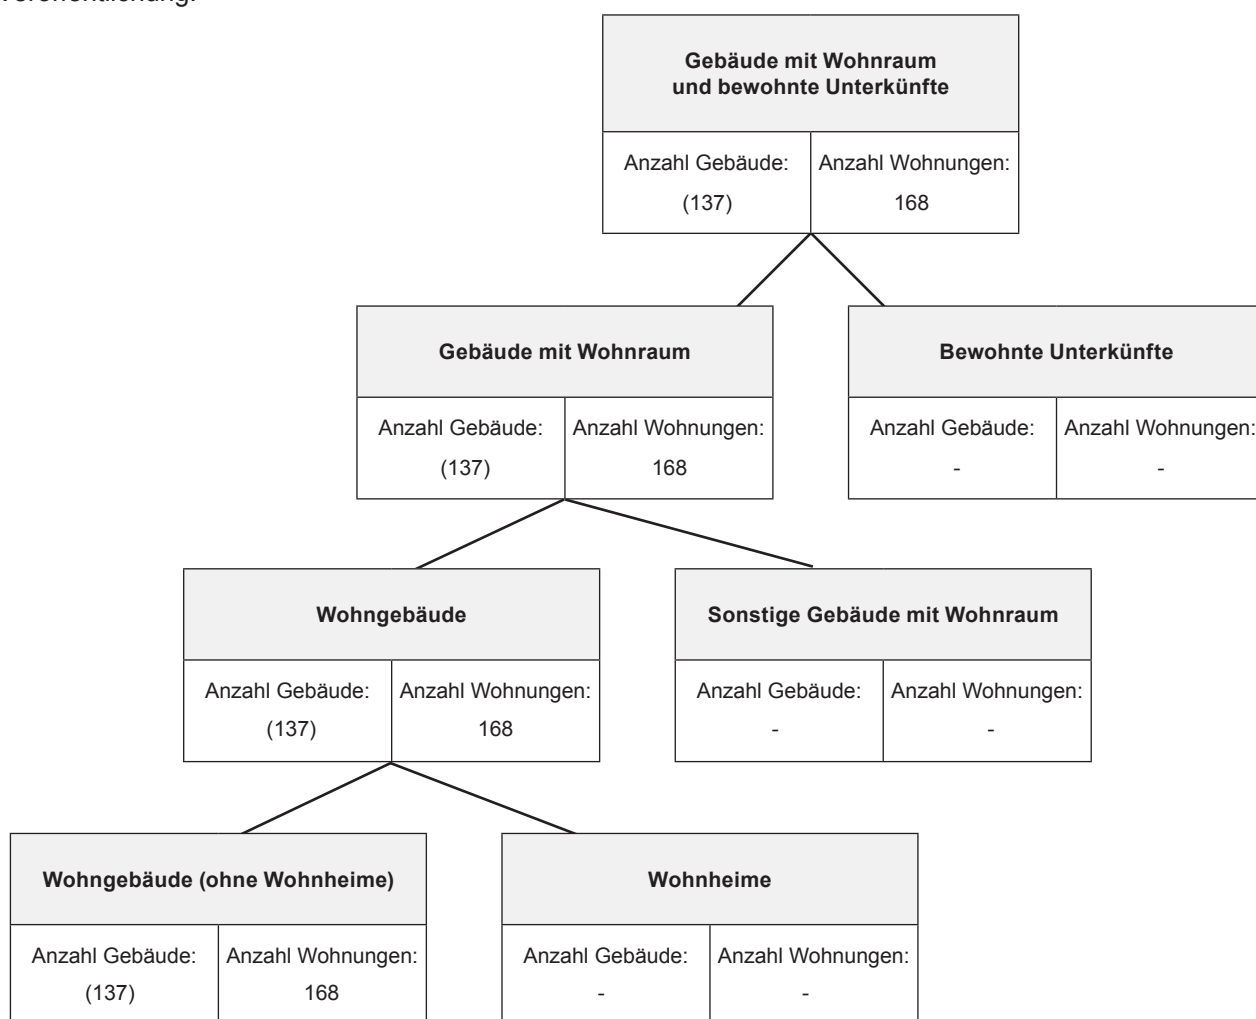 Gebäude mit Wohnraum
und bewohnte Unterkünfte
Anzahl Gebäude: Anzahl Wohnungen:
(137) 168
Gebäude mit Wohnraum Bewohnte Unterkünfte
Anzahl Gebäude: Anzahl Wohnungen: Anzahl Gebäude: Anzahl Wohnungen:
(137) 168 - -
Wohngebäude Sonstige Gebäude mit Wohnraum
Anzahl Gebäude: Anzahl Wohnungen: Anzahl Gebäude: Anzahl Wohnungen:
(137) 168 - -
Wohngebäude (ohne Wohnheime) Wohnheime
Anzahl Gebäude: Anzahl Wohnungen: Anzahl Gebäude: Anzahl Wohnungen:
(137) 168 - -